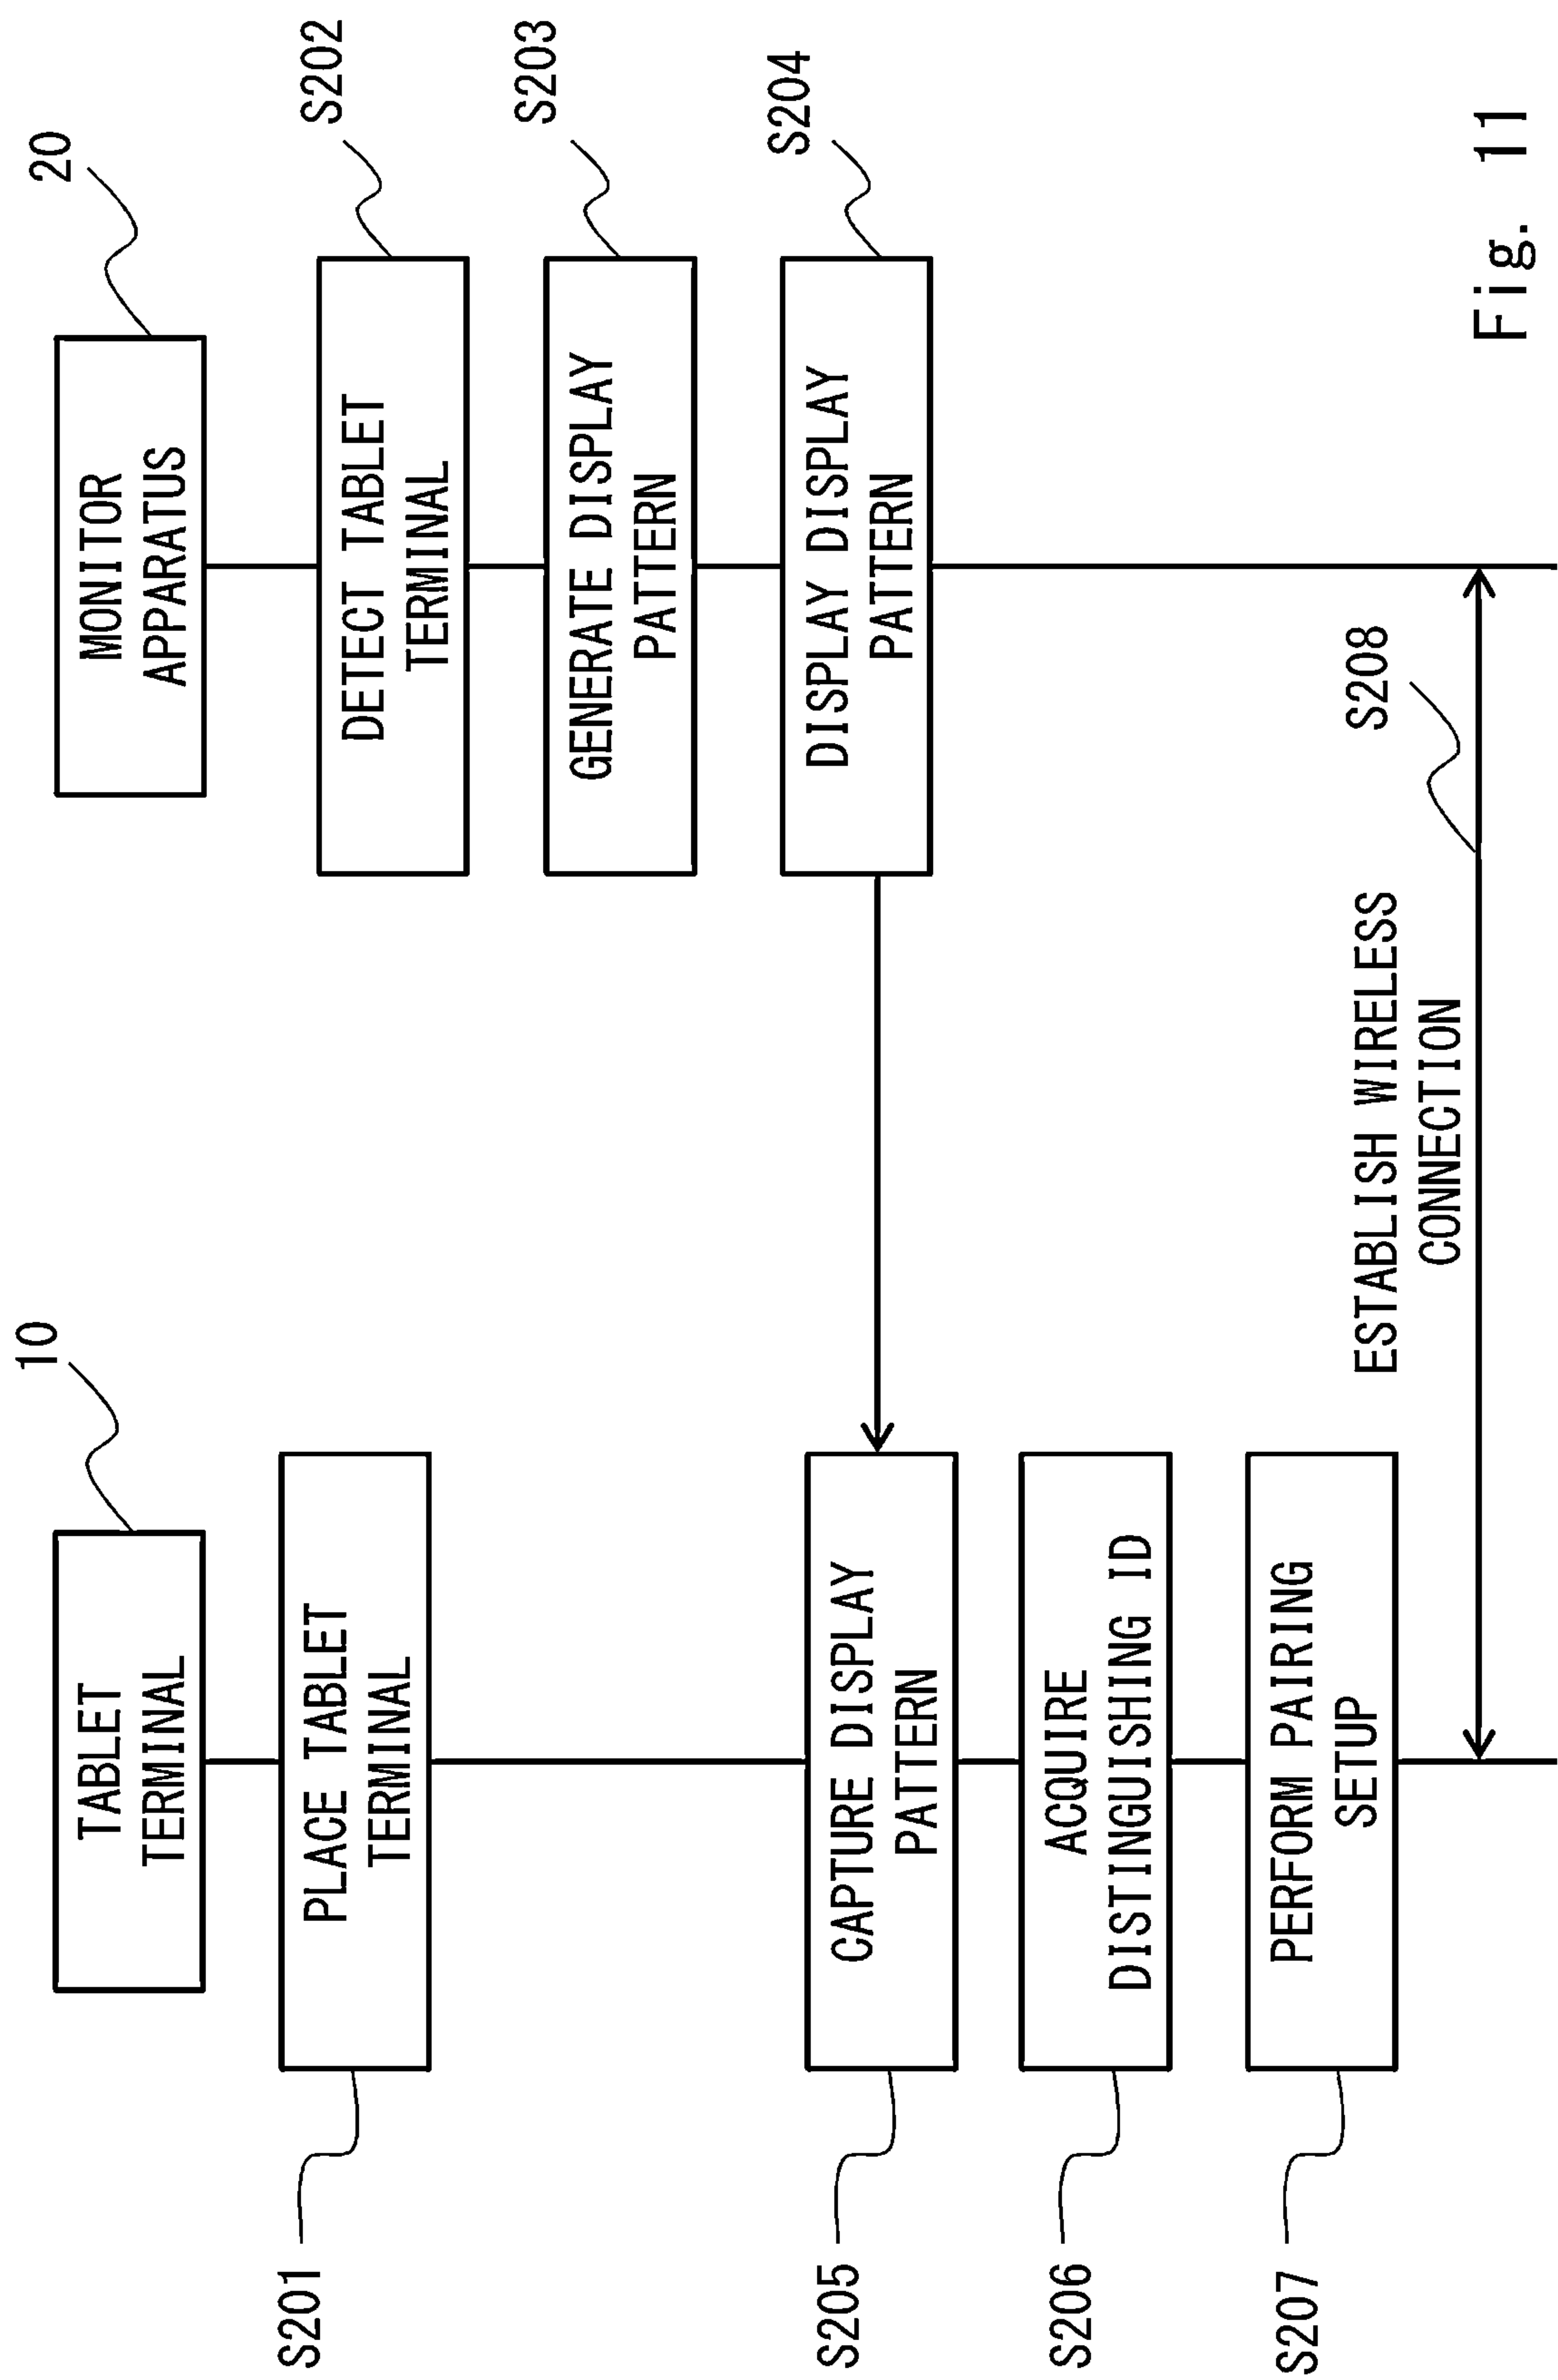 10
20
TABLET
TERMINAL
MONITOR
APPARATUS
S201
PLACE TABLET
TERMINAL
DETECT TABLET
TERMINAL
S202
GENERATE DISPLAY
PATTERN
S203
DISPLAY DISPLAY
PATTERN
S204
S205
CAPTURE DISPLAY
PATTERN
S206
ACQUIRE
DISTINGUISHING ID
S207
PERFORM PAIRING
SETUP
ESTABLISH WIRELESS
CONNECTION
S208
Fig. 11